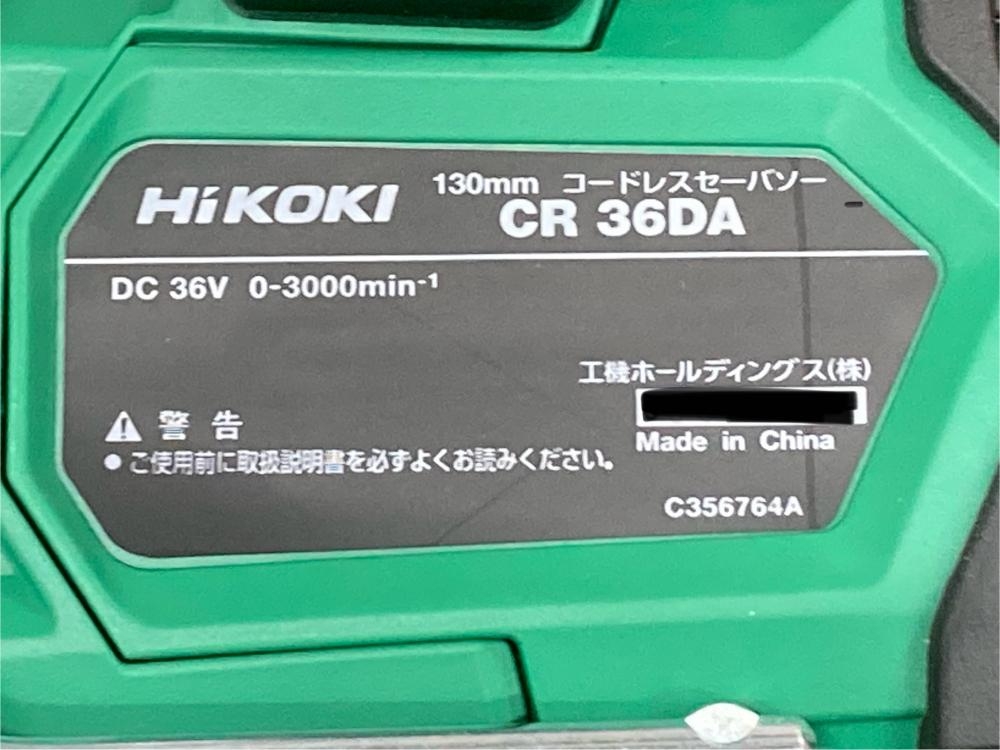 HiKOKI
130mm コードレスセーバソー
CR 36DA
DC 36V 0-3000min⁻¹
工機ホールディングス(株)
Made in China
⚠ 警告
● ご使用前に取扱説明書を必ずよくお読みください。
C356764A